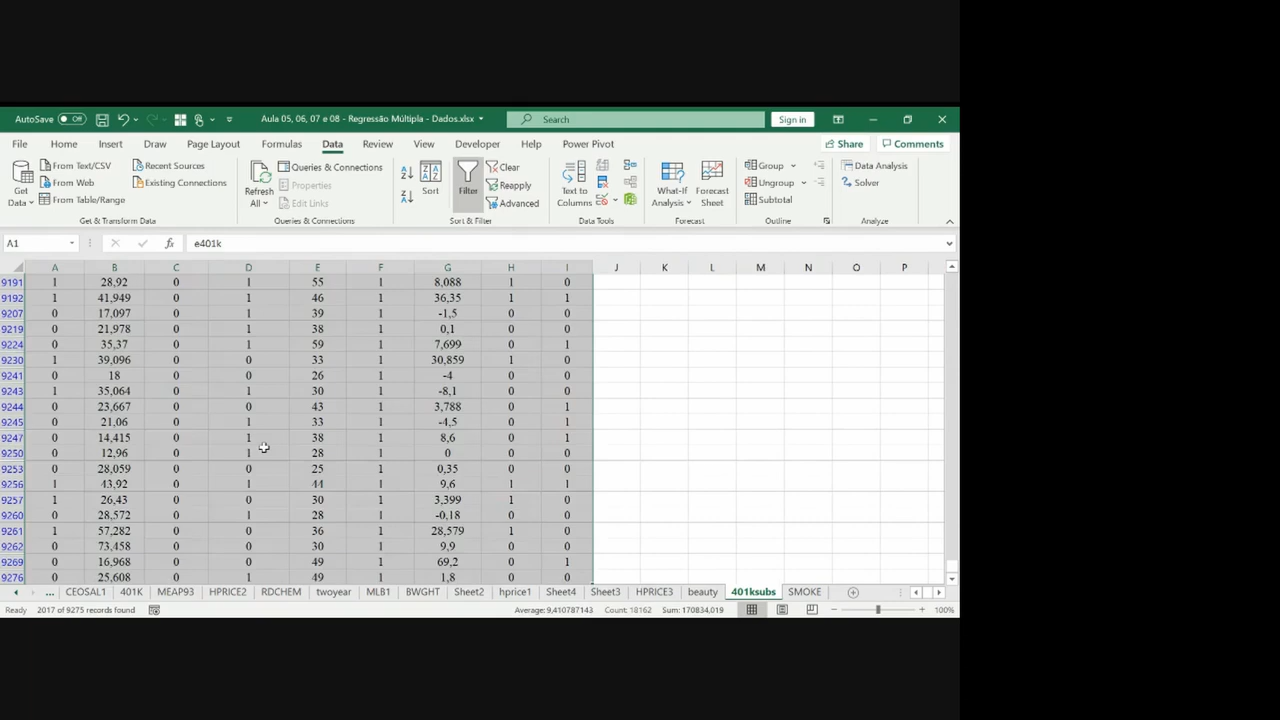 AutoSave Off Aula 05, 06, 07 e 08 - Regressão Múltipla - Dados.xlsx Search Sign in
File Home Insert Draw Page Layout Formulas Data Review View Developer Help Power Pivot Share Comments
Get Data From Text/CSV From Web From Table/Range Recent Sources Existing Connections Refresh All Queries & Connections Properties Edit Links Sort Filter Clear Reapply Advanced Text to Columns What-If Analysis Forecast Sheet Group Ungroup Subtotal Data Analysis Solver
Get & Transform Data Queries & Connections Sort & Filter Data Tools Forecast Outline Analyze
A1 fx e401k
A B C D E F G H I J K L M N O P
9191 1 28,92 0 1 55 1 8,088 1 0
9192 1 41,949 0 1 46 1 36,35 1 1
9207 0 17,097 0 1 39 1 -1,5 0 0
9219 0 21,978 0 1 38 1 0,1 0 0
9224 0 35,37 0 1 59 1 7,699 0 1
9230 1 39,096 0 0 33 1 30,859 1 0
9241 0 18 0 0 26 1 -4 0 0
9243 1 35,064 0 1 30 1 -8,1 0 0
9244 0 23,667 0 0 43 1 3,788 0 1
9245 0 21,06 0 1 33 1 -4,5 0 1
9247 0 14,415 0 1 38 1 8,6 0 1
9250 0 12,96 0 1 28 1 0 0 0
9253 0 28,059 0 0 25 1 0,35 0 0
9256 1 43,92 0 1 44 1 9,6 1 1
9257 1 26,43 0 0 30 1 3,399 1 0
9260 0 28,572 0 1 28 1 -0,18 0 0
9261 1 57,282 0 0 36 1 28,579 1 0
9262 0 73,458 0 0 30 1 9,9 0 0
9269 0 16,968 0 0 49 1 69,2 0 1
9276 0 25,608 0 1 49 1 1,8 0 0
... CEOSAL1 401K MEAP93 HPRICE2 RDCHEM twoyear MLB1 BWGHT Sheet2 hprice1 Sheet4 Sheet3 HPRICE3 beauty 401ksubs SMOKE
Ready 2017 of 9275 records found Average: 9,410787143 Count: 18162 Sum: 170834,019 100%